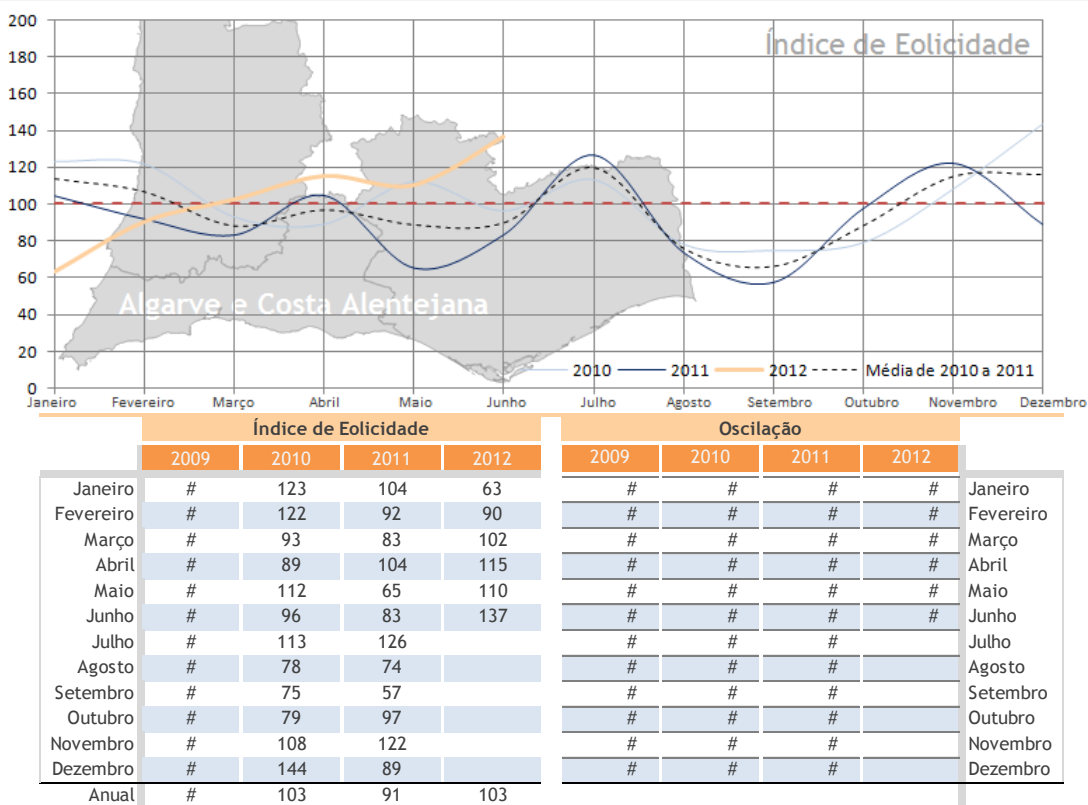 200
Índice de Eolicidade
180
160
140
120
100
80
60
Algarve e Costa Alentejana
40
20
2010 2011 2012 Média de 2010 a 2011
0
Janeiro Fevereiro Março Abril Maio Junho Julho Agosto Setembro Outubro Novembro Dezembro
Índice de Eolicidade Oscilação
2009 2010 2011 2012 2009 2010 2011 2012
Janeiro # 123 104 63 # # # # Janeiro
Fevereiro # 122 92 90 # # # # Fevereiro
Março # 93 83 102 # # # # Março
Abril # 89 104 115 # # # # Abril
Maio # 112 65 110 # # # # Maio
Junho # 96 83 137 # # # # Junho
Julho # 113 126 # # # Julho
Agosto # 78 74 # # # Agosto
Setembro # 75 57 # # # Setembro
Outubro # 79 97 # # # Outubro
Novembro # 108 122 # # # Novembro
Dezembro # 144 89 # # # Dezembro
Anual # 103 91 103